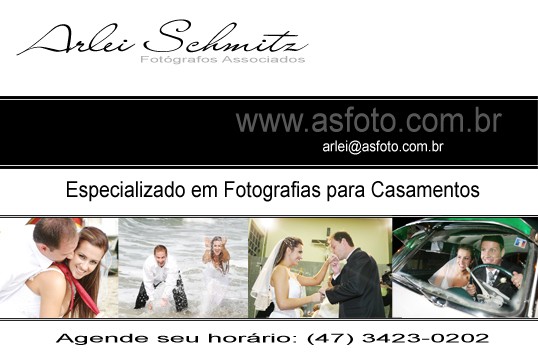 Arlei Schmitz
Fotógrafos Associados
www.asfoto.com.br
arlei@asfoto.com.br
Especializado em Fotografias para Casamentos
Agende seu horário: (47) 3423-0202